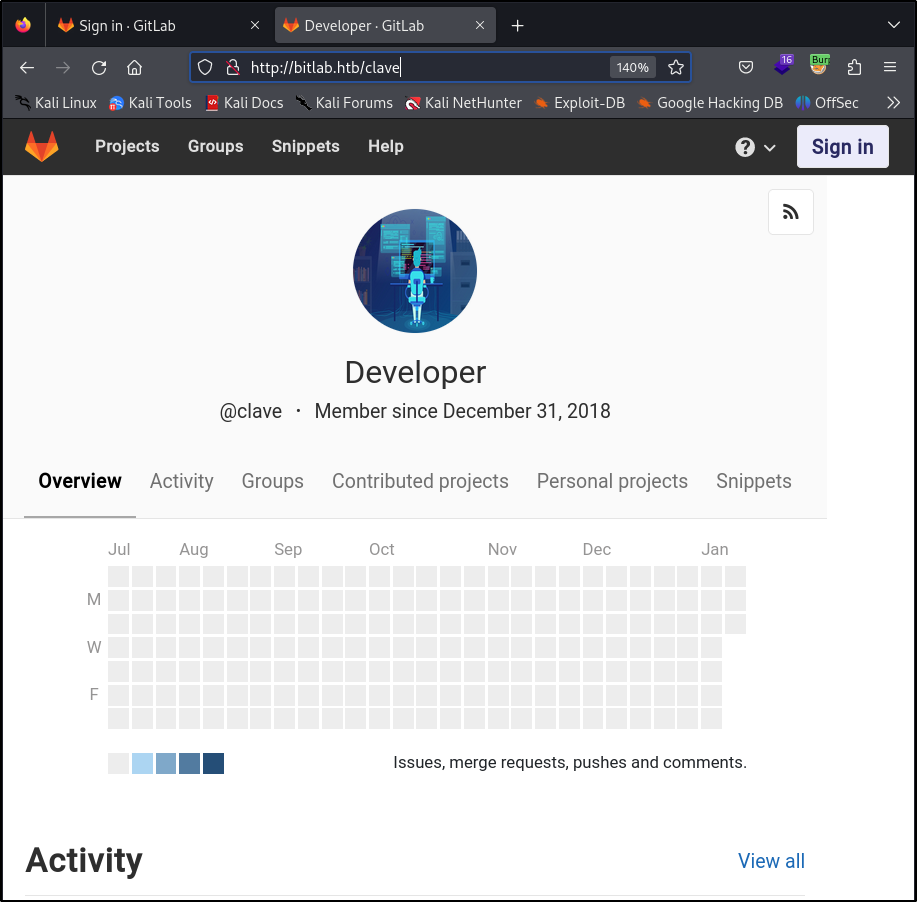 Sign in · GitLab
Developer · GitLab
http://bitlab.htb/clave
140%
16
Burp
Kali Linux
Kali Tools
Kali Docs
Kali Forums
Kali NetHunter
Exploit-DB
Google Hacking DB
OffSec
Projects
Groups
Snippets
Help
Sign in
Developer
@clave · Member since December 31, 2018
Overview
Activity
Groups
Contributed projects
Personal projects
Snippets
Jul Aug Sep Oct Nov Dec Jan
M
W
F
Issues, merge requests, pushes and comments.
Activity
View all